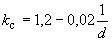 k_c = 1,2 − 0,02 1/d